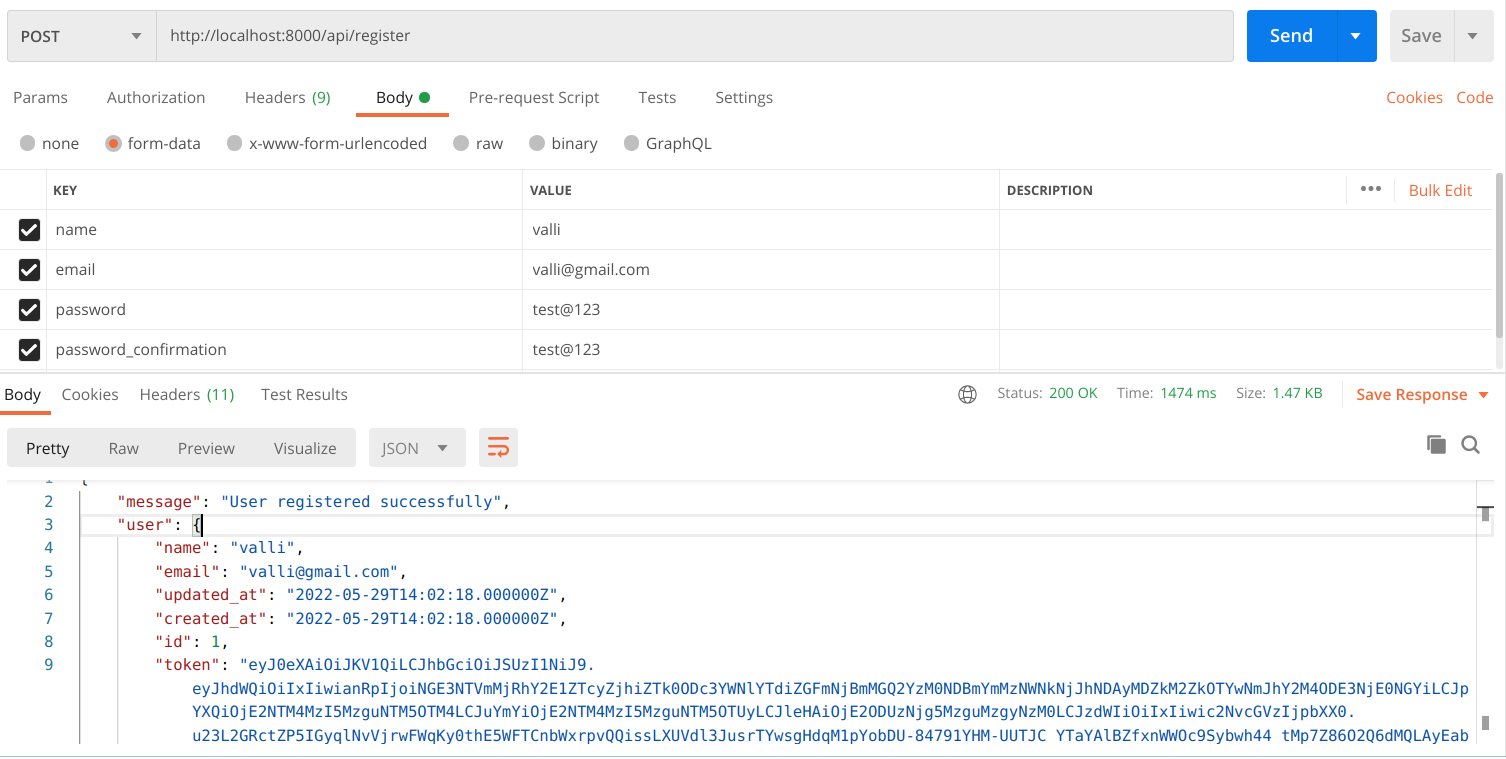 POST http://localhost:8000/api/register Send Save
Params Authorization Headers (9) Body Pre-request Script Tests Settings Cookies Code
none form-data x-www-form-urlencoded raw binary GraphQL
KEY VALUE DESCRIPTION ••• Bulk Edit
name valli
email valli@gmail.com
password test@123
password_confirmation test@123
Body Cookies Headers (11) Test Results Status: 200 OK Time: 1474 ms Size: 1.47 KB Save Response
Pretty Raw Preview Visualize JSON
1 {
2 "message": "User registered successfully",
3 "user": {
4 "name": "valli",
5 "email": "valli@gmail.com",
6 "updated_at": "2022-05-29T14:02:18.000000Z",
7 "created_at": "2022-05-29T14:02:18.000000Z",
8 "id": 1,
9 "token": "eyJ0eXAiOiJKV1QiLCJhbGciOiJSUzI1NiJ9.
eyJhdWQiOiIxIiwianRpIjoiNGE3NTVmMjRhY2E1ZTcyZjhiZTk0ODc3YWNlYTdiZGFmNjBmMGQ2YzM0NDBmYmMzNWNkNjJhNDAyMDZkM2ZkOTYwNmJhY2M4ODE3NjE0NGYiLCJp
YXQiOjE2NTM4MzI5MzguNTM5OTM4LCJuYmYiOjE2NTM4MzI5MzguNTM5OTUyLCJleHAiOjE2ODUzNjg5MzguMzgyNzM0LCJzdWIiOiIxIiwic2NvcGVzIjpbXX0.
u23L2GRctZP5IGyqlNvVjrwFWqKy0thE5WFTCnbWxrpvQQissLXUVdl3JusrTYwsgHdqM1pYobDU-84791YHM-UUTJC_YTaYAlBZfxnWWOc9Sybwh44_tMp7Z86O2Q6dMQLAyEab